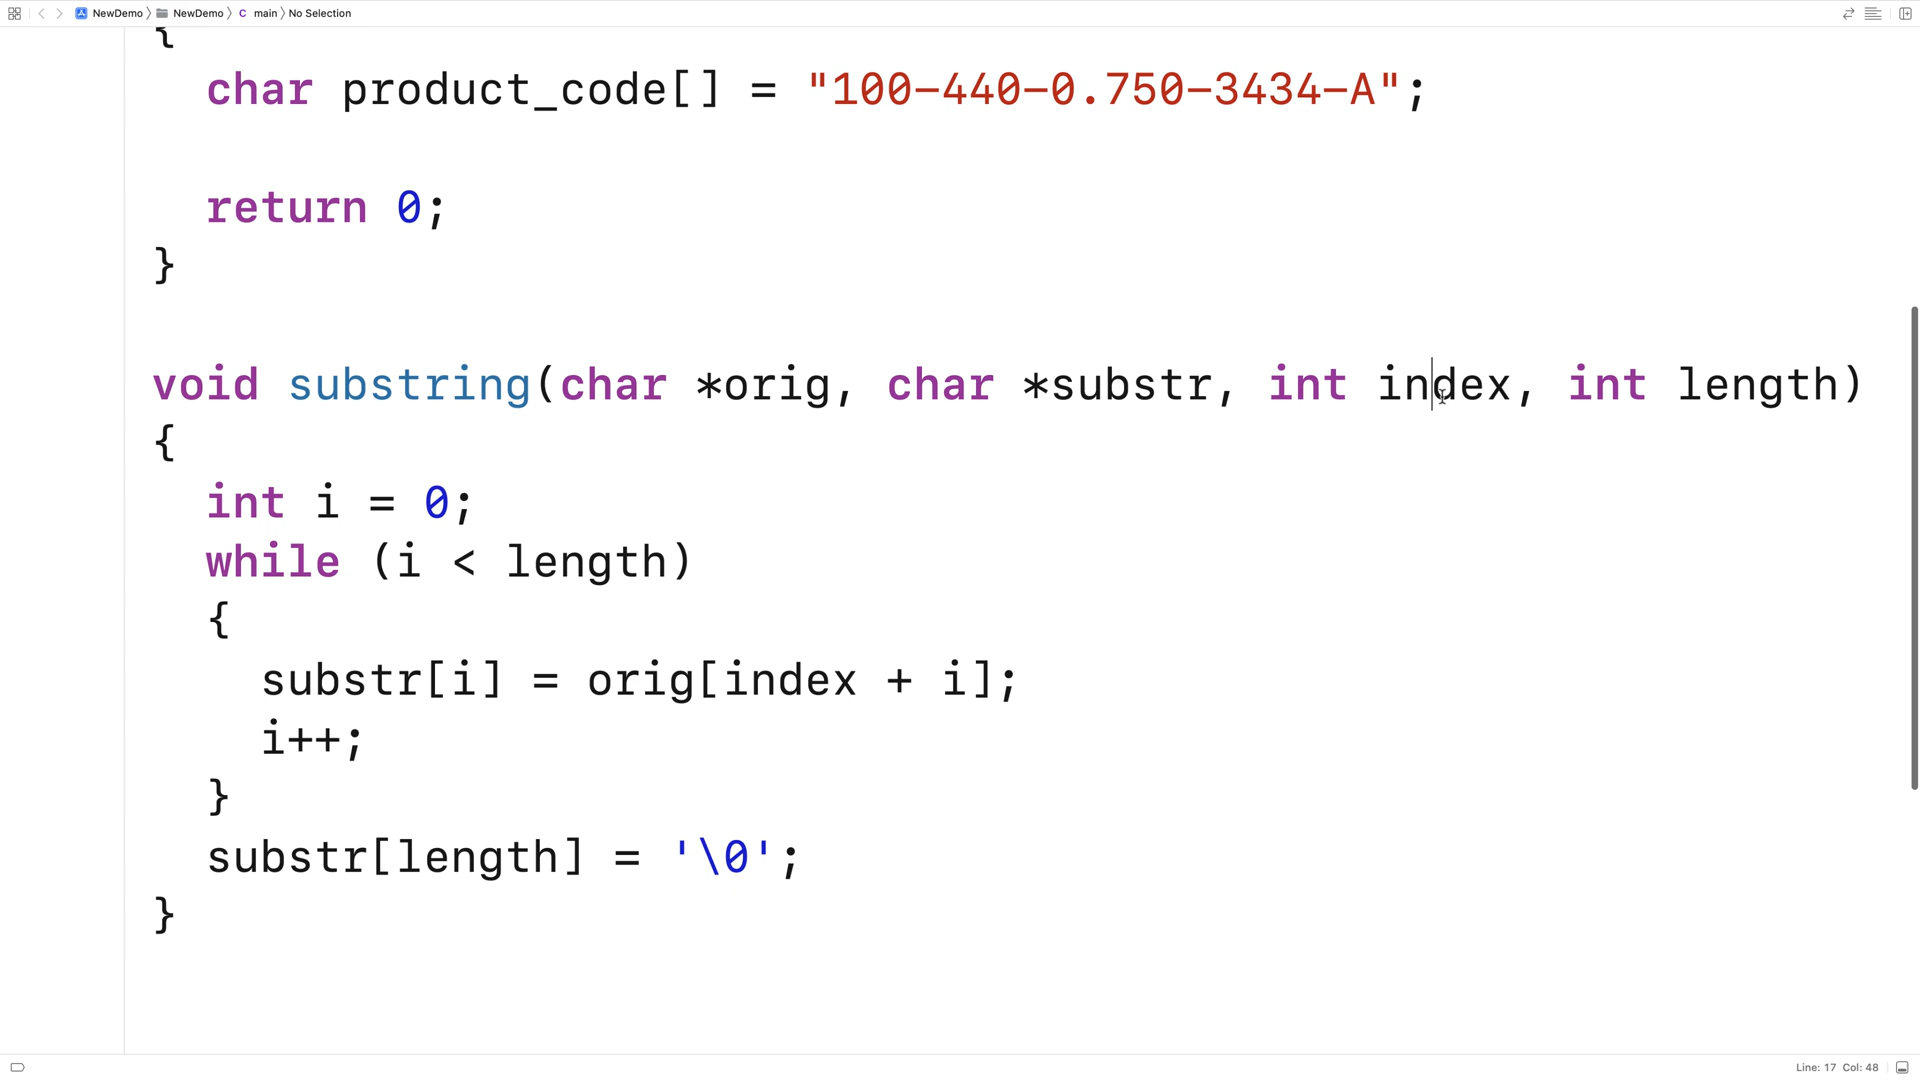 NewDemo NewDemo C main No Selection
{
char product_code[] = "100-440-0.750-3434-A";
return 0;
}
void substring(char *orig, char *substr, int index, int length)
{
int i = 0;
while (i < length)
{
substr[i] = orig[index + i];
i++;
}
substr[length] = '\0';
}
Line: 17 Col: 48